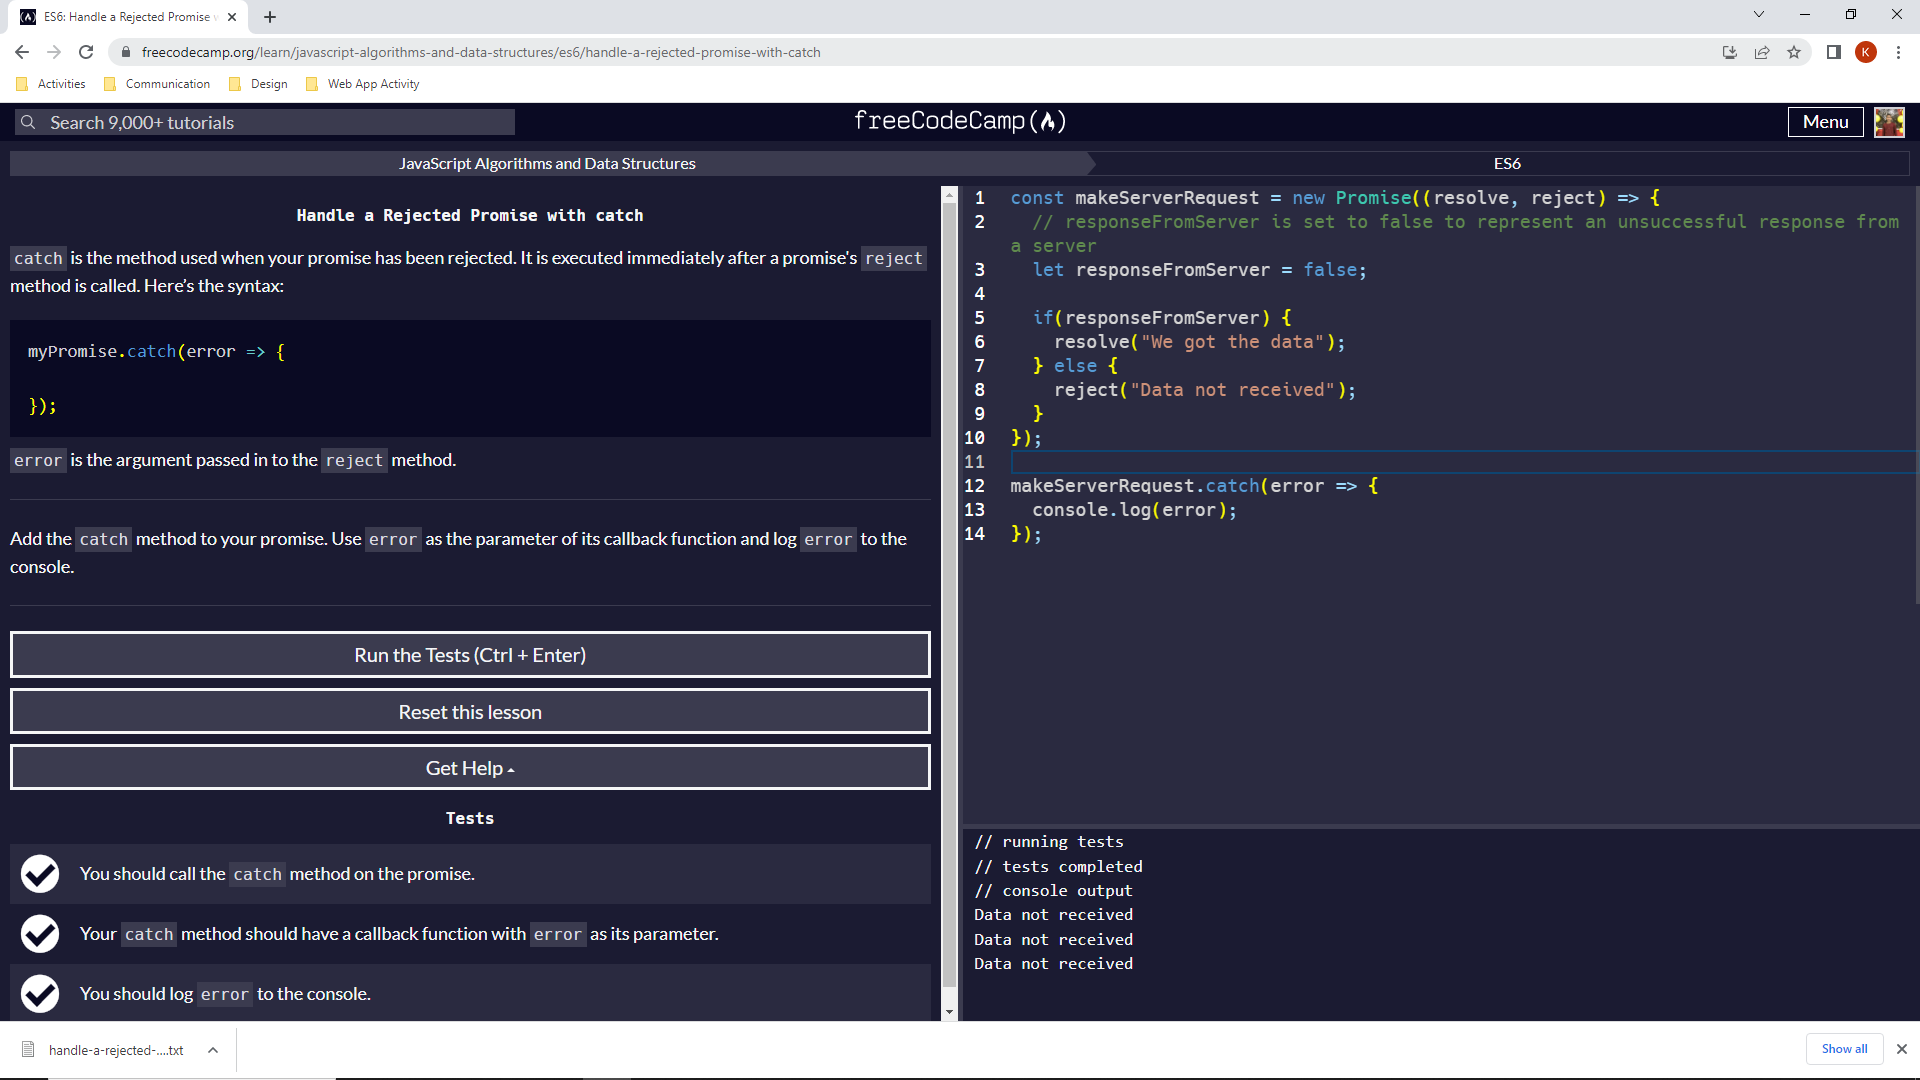 ES6: Handle a Rejected Promise w
freecodecamp.org/learn/javascript-algorithms-and-data-structures/es6/handle-a-rejected-promise-with-catch
K
Activities
Communication
Design
Web App Activity
Search 9,000+ tutorials
freeCodeCamp
Menu
JavaScript Algorithms and Data Structures
ES6
Handle a Rejected Promise with catch
catch is the method used when your promise has been rejected. It is executed immediately after a promise's reject
method is called. Here's the syntax:
myPromise.catch(error => {
});
error is the argument passed in to the reject method.
Add the catch method to your promise. Use error as the parameter of its callback function and log error to the
console.
Run the Tests (Ctrl + Enter)
Reset this lesson
Get Help
Tests
You should call the catch method on the promise.
Your catch method should have a callback function with error as its parameter.
You should log error to the console.
1 const makeServerRequest = new Promise((resolve, reject) => {
2 // responseFromServer is set to false to represent an unsuccessful response from
a server
3 let responseFromServer = false;
4
5 if(responseFromServer) {
6 resolve("We got the data");
7 } else {
8 reject("Data not received");
9 }
10 });
11
12 makeServerRequest.catch(error => {
13 console.log(error);
14 });
// running tests
// tests completed
// console output
Data not received
Data not received
Data not received
handle-a-rejected-....txt
Show all